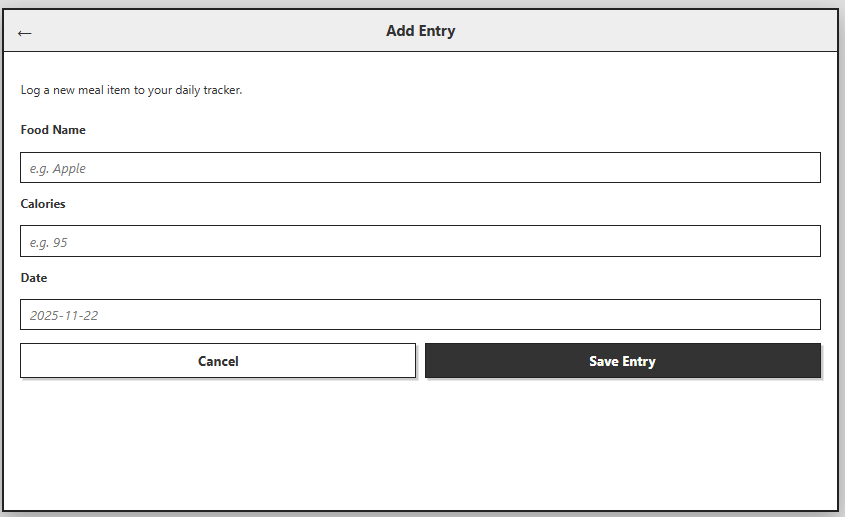 ←
Add Entry
Log a new meal item to your daily tracker.
Food Name
e.g. Apple
Calories
e.g. 95
Date
2025-11-22
Cancel
Save Entry